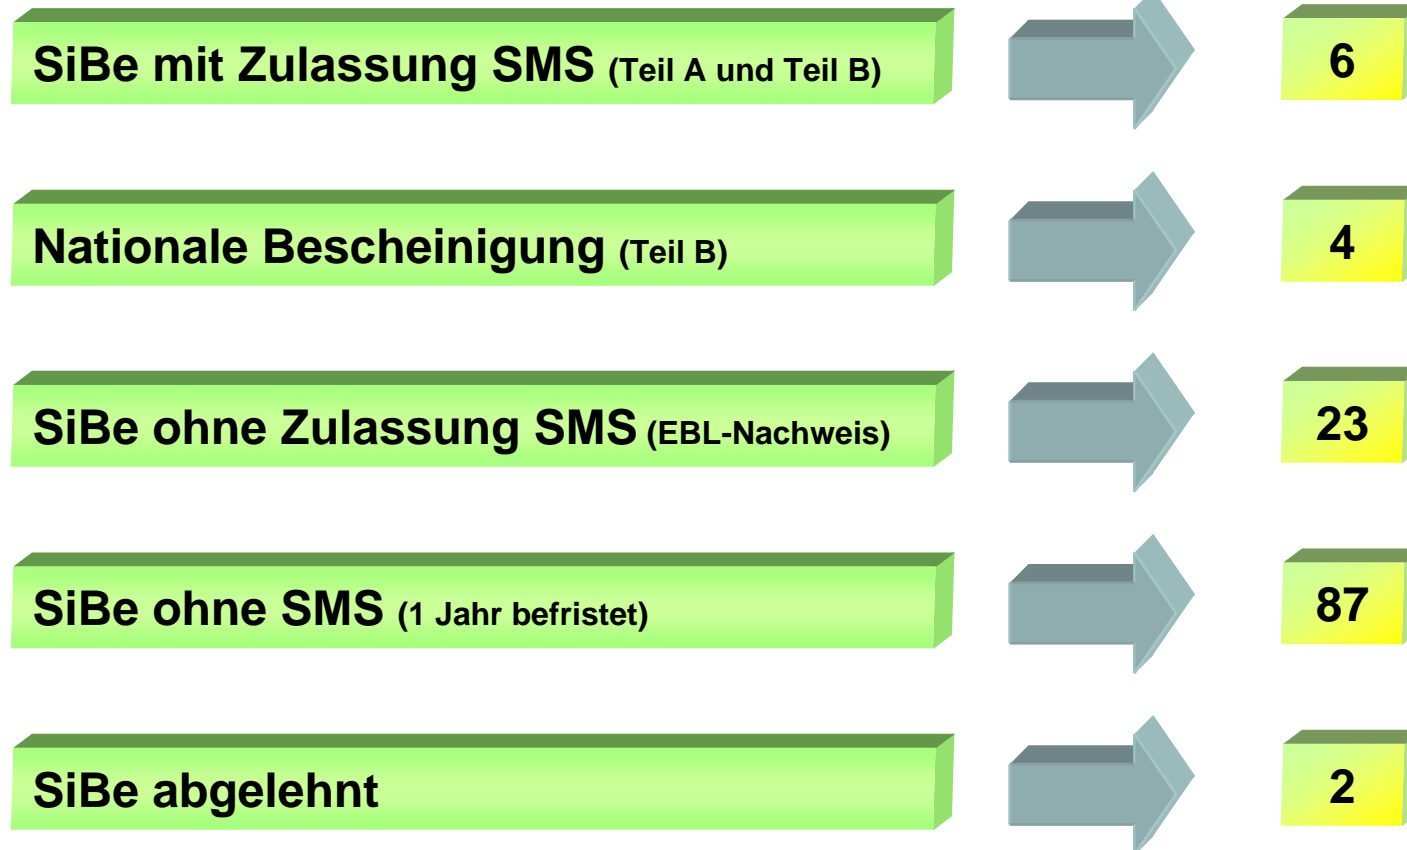 SiBe mit Zulassung SMS (Teil A und Teil B) 6
Nationale Bescheinigung (Teil B) 4
SiBe ohne Zulassung SMS (EBL-Nachweis) 23
SiBe ohne SMS (1 Jahr befristet) 87
SiBe abgelehnt 2